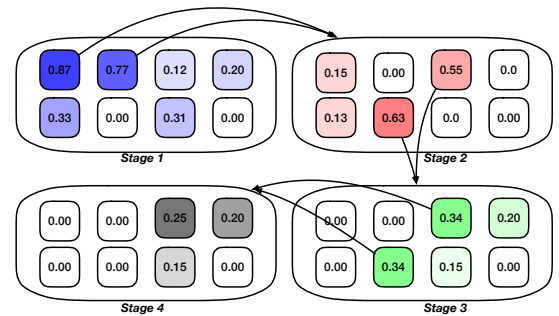 0.87 0.77 0.12 0.20
0.33 0.00 0.31 0.00
Stage 1
0.15 0.00 0.55 0.0
0.13 0.63 0.0 0.00
Stage 2
0.00 0.00 0.25 0.20
0.00 0.00 0.15 0.00
Stage 4
0.00 0.00 0.34 0.20
0.00 0.34 0.15 0.00
Stage 3